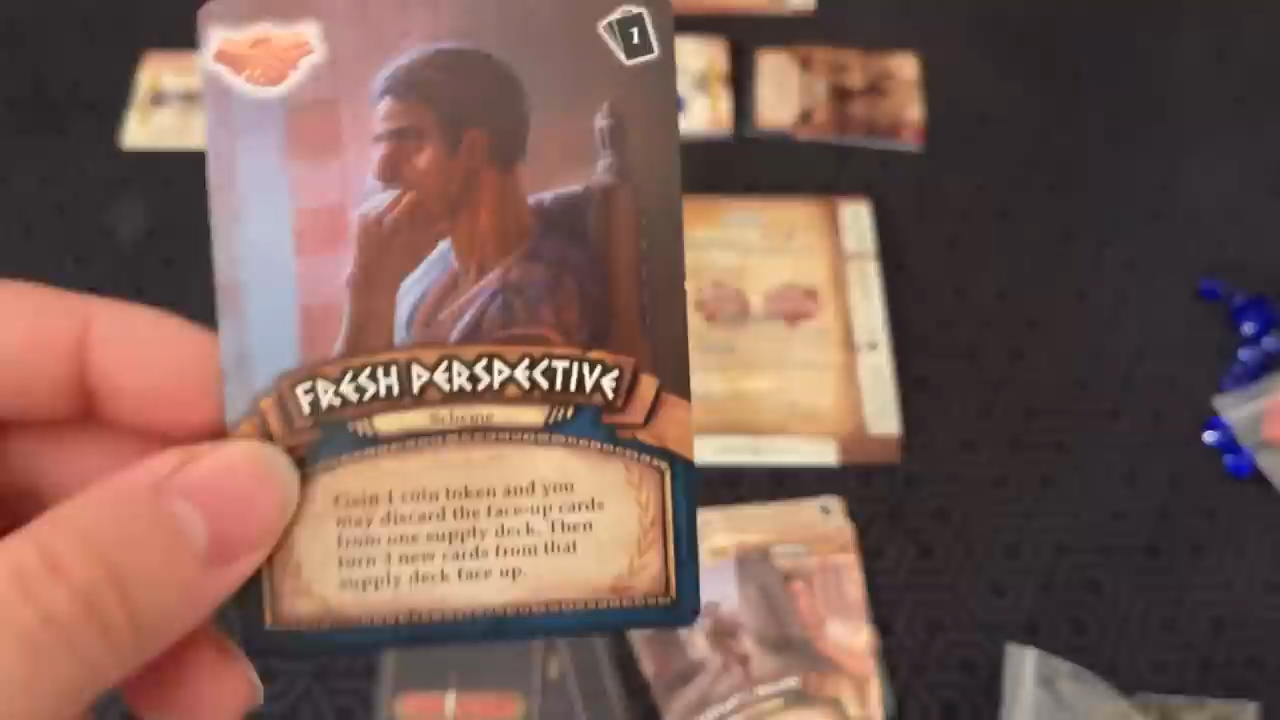 1
FRESH PERSPECTIVE
Scheme
Gain 1 coin token and you
may discard the face-up cards
from one supply deck. Then
turn 3 new cards from that
supply deck face up.